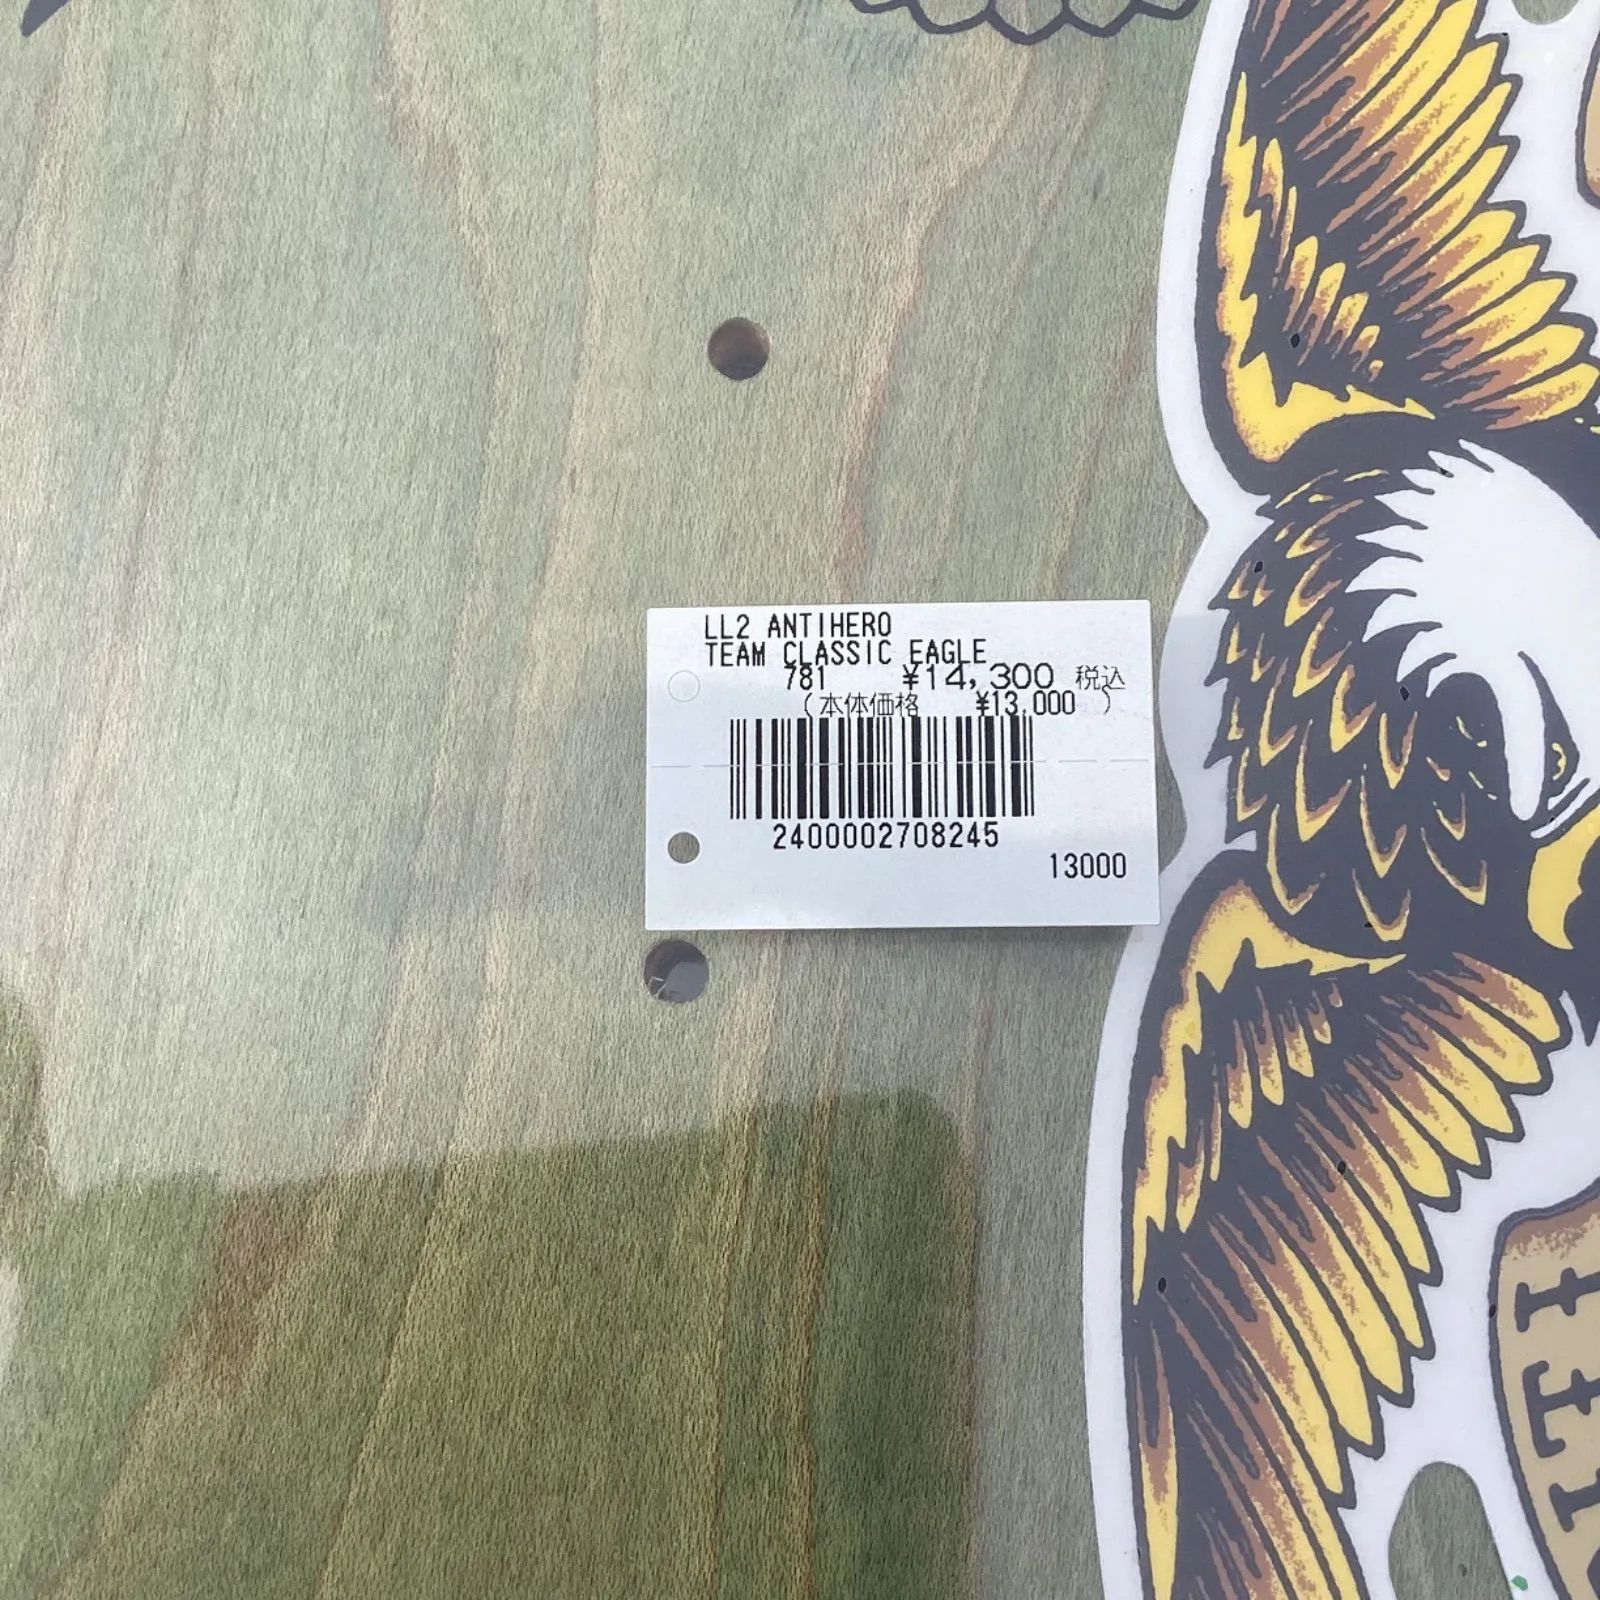 LL2 ANTIHERO
TEAM CLASSIC EAGLE
781 ¥14,300 税込
(本体価格 ¥13,000 )
2400002708245
13000